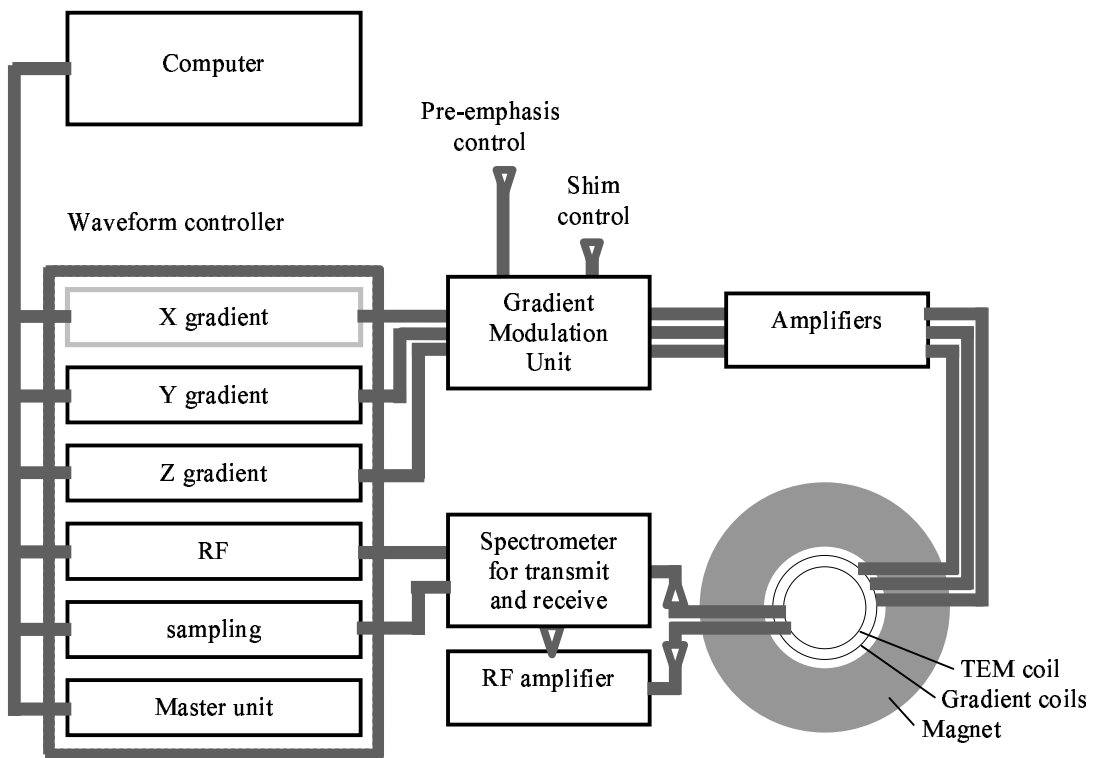 Computer
Pre-emphasis
control
Shim
control
Waveform controller
X gradient
Y gradient
Z gradient
RF
sampling
Master unit
Gradient
Modulation
Unit
Amplifiers
Spectrometer
for transmit
and receive
RF amplifier
TEM coil
Gradient coils
Magnet